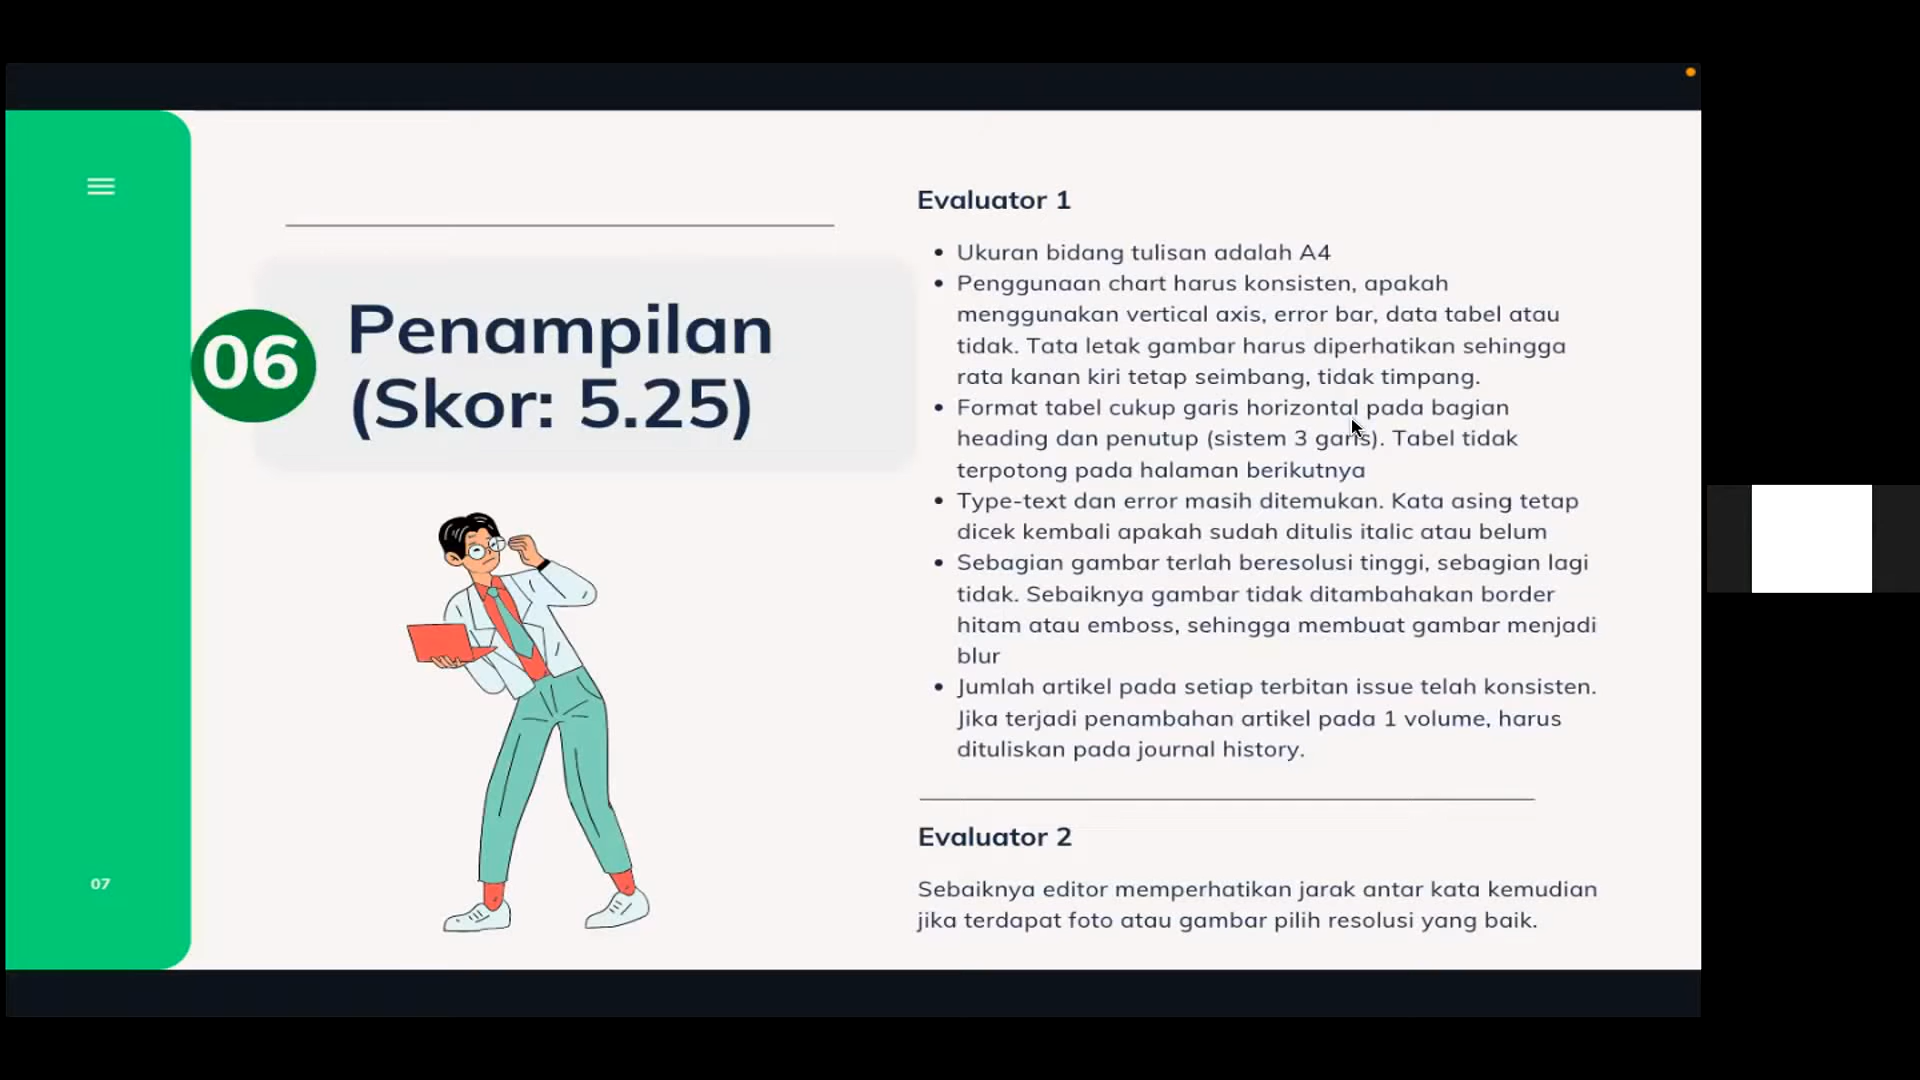 06
Penampilan
(Skor: 5.25)
07
Evaluator 1
• Ukuran bidang tulisan adalah A4
• Penggunaan chart harus konsisten, apakah
menggunakan vertical axis, error bar, data tabel atau
tidak. Tata letak gambar harus diperhatikan sehingga
rata kanan kiri tetap seimbang, tidak timpang.
• Format tabel cukup garis horizontal pada bagian
heading dan penutup (sistem 3 garis). Tabel tidak
terpotong pada halaman berikutnya
• Type-text dan error masih ditemukan. Kata asing tetap
dicek kembali apakah sudah ditulis italic atau belum
• Sebagian gambar terlah beresolusi tinggi, sebagian lagi
tidak. Sebaiknya gambar tidak ditambahakan border
hitam atau emboss, sehingga membuat gambar menjadi
blur
• Jumlah artikel pada setiap terbitan issue telah konsisten.
Jika terjadi penambahan artikel pada 1 volume, harus
dituliskan pada journal history.
Evaluator 2
Sebaiknya editor memperhatikan jarak antar kata kemudian
jika terdapat foto atau gambar pilih resolusi yang baik.